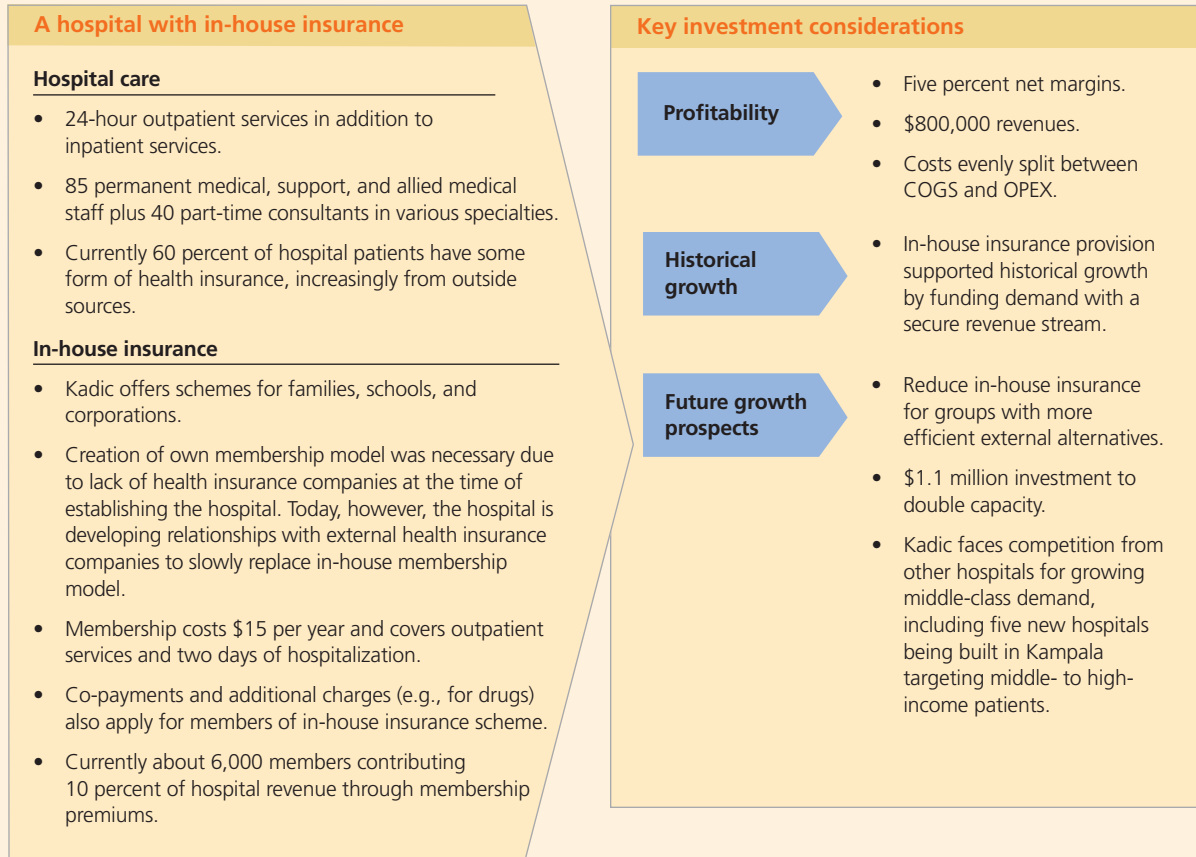 A hospital with in-house insurance
Hospital care
• 24-hour outpatient services in addition to
inpatient services.
• 85 permanent medical, support, and allied medical
staff plus 40 part-time consultants in various specialties.
• Currently 60 percent of hospital patients have some
form of health insurance, increasingly from outside
sources.
In-house insurance
• Kadic offers schemes for families, schools, and
corporations.
• Creation of own membership model was necessary due
to lack of health insurance companies at the time of
establishing the hospital. Today, however, the hospital is
developing relationships with external health insurance
companies to slowly replace in-house membership
model.
• Membership costs $15 per year and covers outpatient
services and two days of hospitalization.
• Co-payments and additional charges (e.g., for drugs)
also apply for members of in-house insurance scheme.
• Currently about 6,000 members contributing
10 percent of hospital revenue through membership
premiums.
Key investment considerations
Profitability
• Five percent net margins.
• $800,000 revenues.
• Costs evenly split between
COGS and OPEX.
Historical
growth
• In-house insurance provision
supported historical growth
by funding demand with a
secure revenue stream.
Future growth
prospects
• Reduce in-house insurance
for groups with more
efficient external alternatives.
• $1.1 million investment to
double capacity.
• Kadic faces competition from
other hospitals for growing
middle-class demand,
including five new hospitals
being built in Kampala
targeting middle- to high-
income patients.